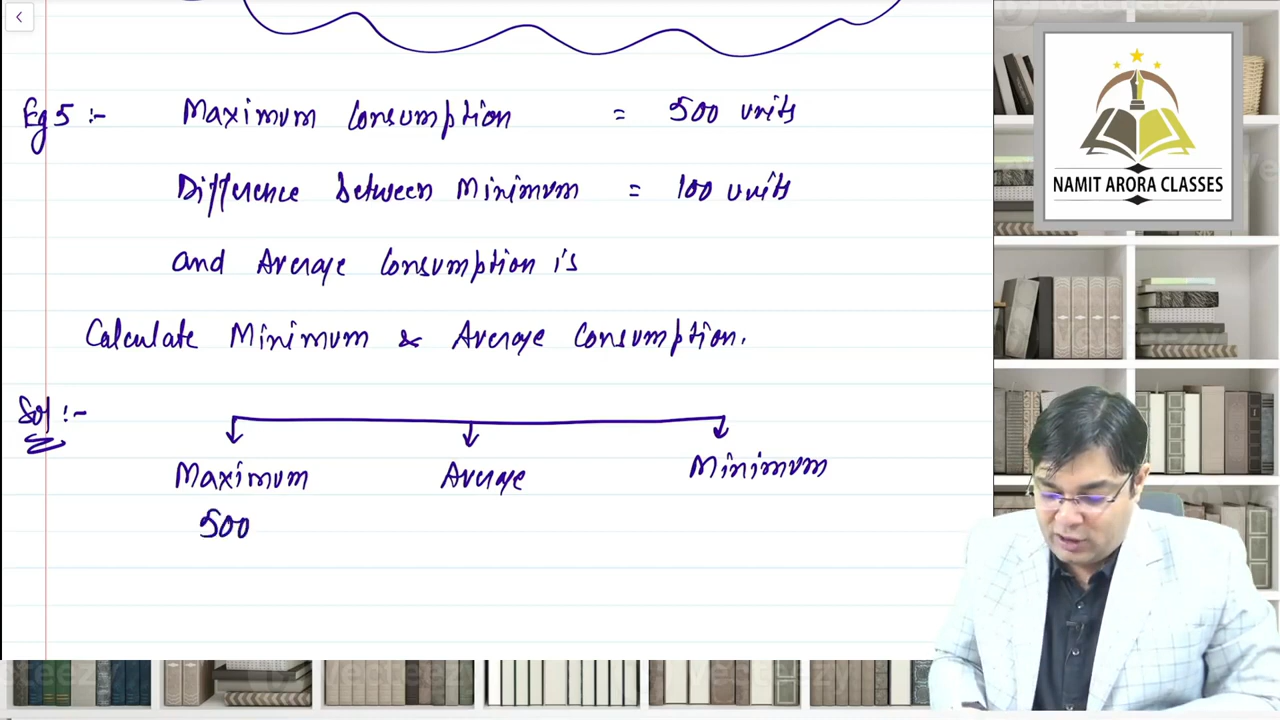 Eg 5 :- Maximum Consumption = 500 units
Difference between Minimum = 100 units
and Average Consumption is
Calculate Minimum & Average Consumption.
Sol :-
Maximum Average Minimum
500
NAMIT ARORA CLASSES